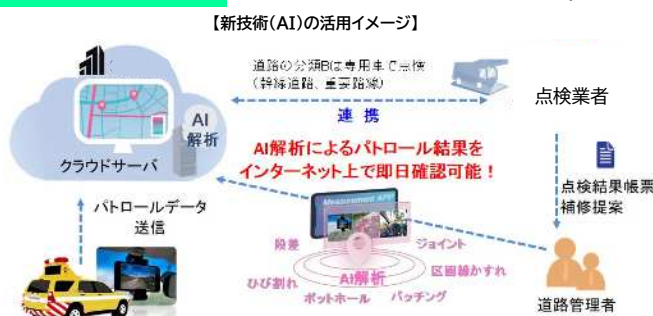 【新技術(AI)の活用イメージ】
道路の分類Bは専用車で点検
(幹線道路、重要路線)
連 携
点検業者
AI
解析
クラウドサーバ
AI解析によるパトロール結果を
インターネット上で即日確認可能！
点検結果帳票
補修提案
パトロールデータ
送信
Measurement APP
段差
ジョイント
ひび割れ
AI解析
区画線かすれ
ポットホール
パッチング
道路管理者